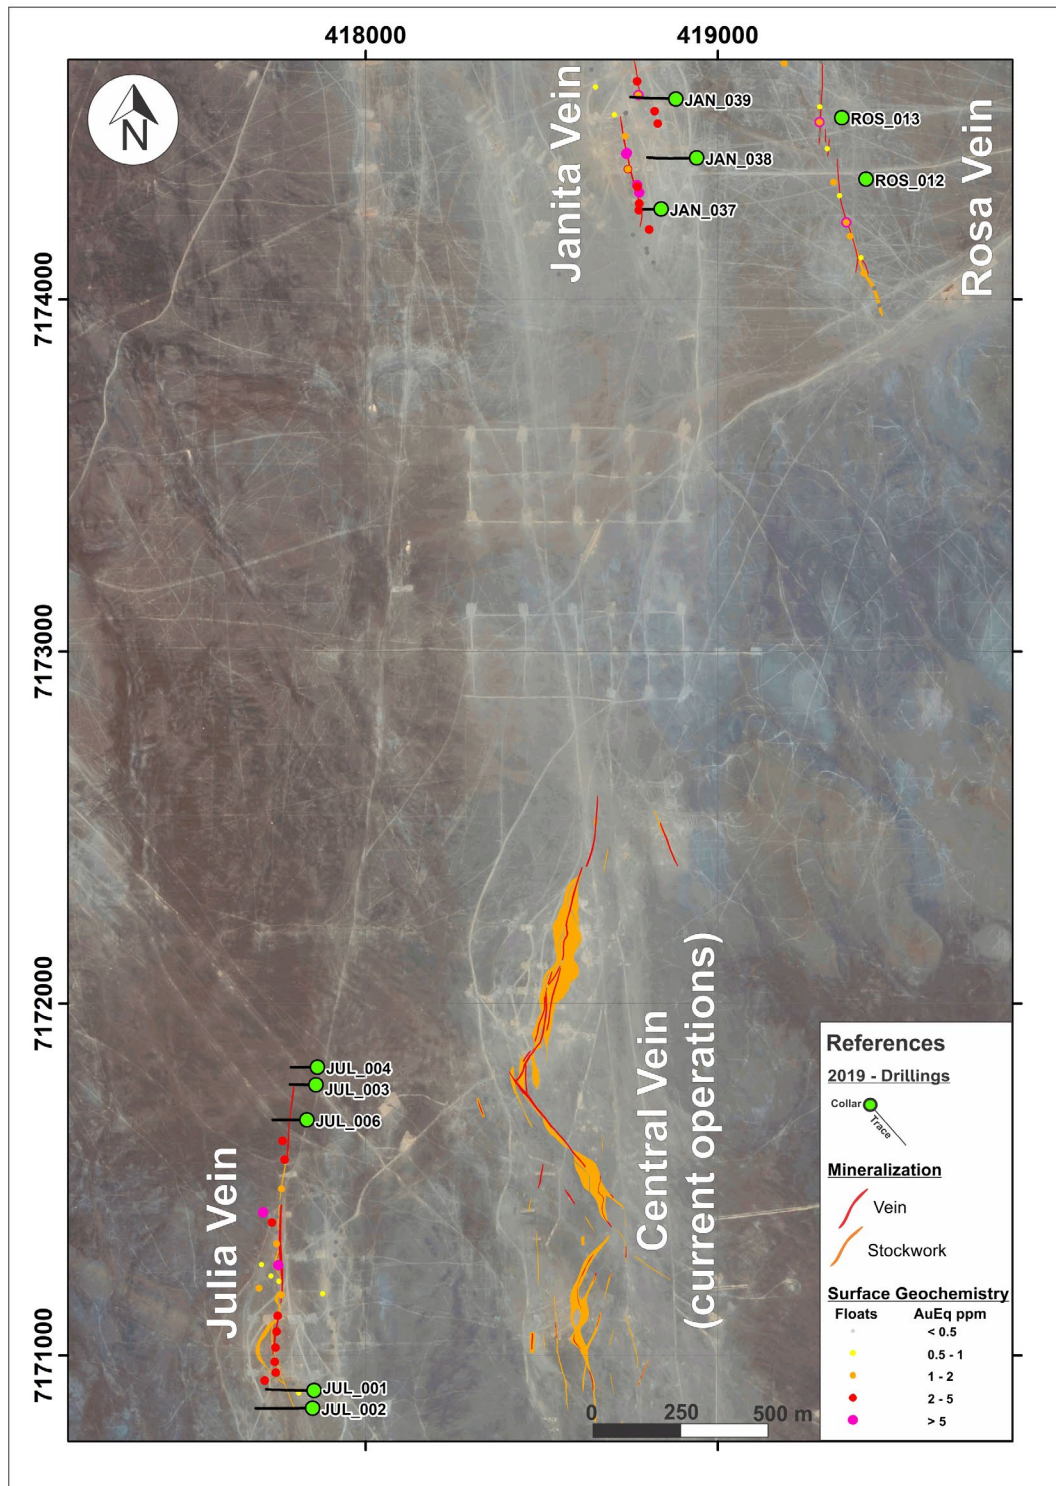 418000
419000
N
Janita Vein
JAN_039
JAN_038
JAN_037
ROS_013
ROS_012
Rosa Vein
7174000
7173000
7172000
7171000
JUL_004
JUL_003
JUL_006
Julia Vein
JUL_001
JUL_002
Central Vein
(current operations)
0 250 500 m
References
2019 - Drillings
Collar
Trace
Mineralization
Vein
Stockwork
Surface Geochemistry
Floats AuEq ppm
< 0.5
0.5 - 1
1 - 2
2 - 5
> 5